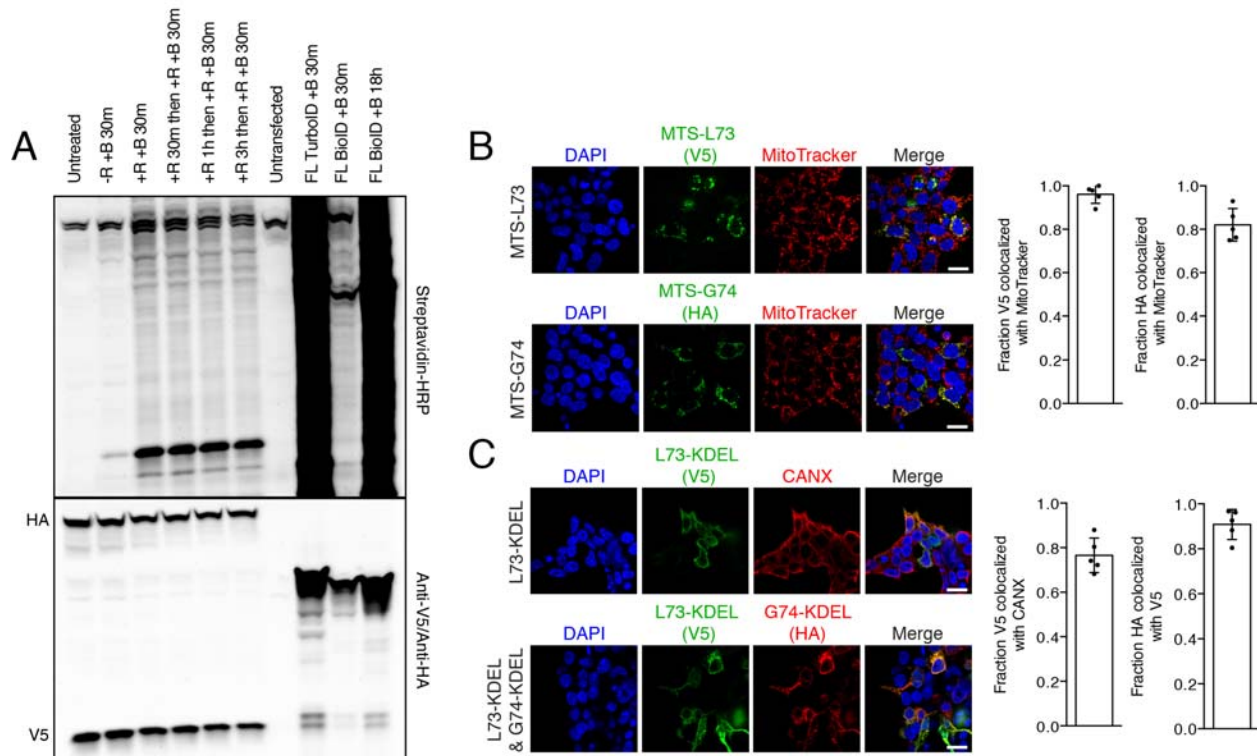 A
Untreated
-R +B 30m
+R +B 30m
+R 30m then +R +B 30m
+R 1h then +R +B 30m
+R 3h then +R +B 30m
Untransfected
FL TurboID +B 30m
FL BioID +B 30m
FL BioID +B 18h
Streptavidin-HRP
HA
V5
Anti-V5/Anti-HA
B
DAPI
MTS-L73
(V5)
MitoTracker
Merge
MTS-L73
DAPI
MTS-G74
(HA)
MitoTracker
Merge
MTS-G74
Fraction V5 colocalized
with MitoTracker
1.0
0.8
0.6
0.4
0.2
0.0
Fraction HA colocalized
with MitoTracker
1.0
0.8
0.6
0.4
0.2
0.0
C
DAPI
L73-KDEL
(V5)
CANX
Merge
L73-KDEL
DAPI
L73-KDEL
(V5)
G74-KDEL
(HA)
Merge
L73-KDEL
& G74-KDEL
Fraction V5 colocalized
with CANX
1.0
0.8
0.6
0.4
0.2
0.0
Fraction HA colocalized
with V5
1.0
0.8
0.6
0.4
0.2
0.0